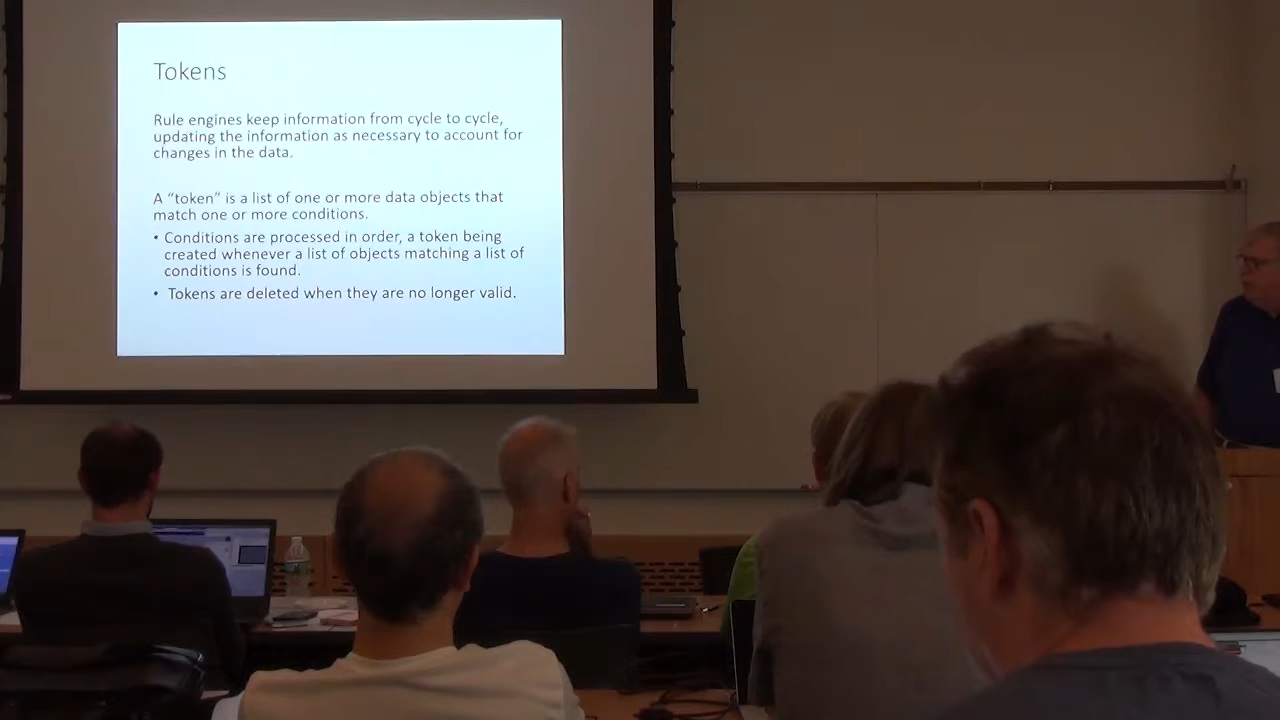 Tokens
Rule engines keep information from cycle to cycle,
updating the information as necessary to account for
changes in the data.
A “token” is a list of one or more data objects that
match one or more conditions.
• Conditions are processed in order, a token being
created whenever a list of objects matching a list of
conditions is found.
• Tokens are deleted when they are no longer valid.